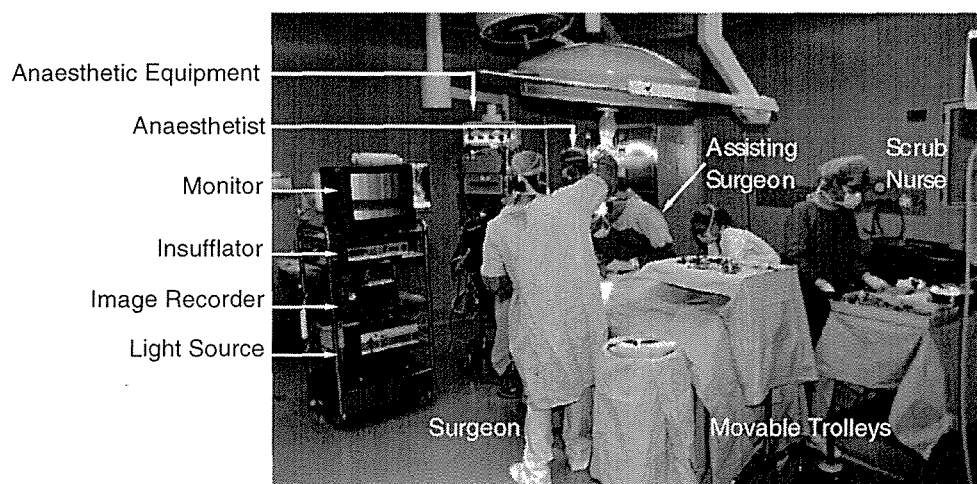 Anaesthetic Equipment
Anaesthetist
Monitor
Insufflator
Image Recorder
Light Source
Assisting
Surgeon
Scrub
Nurse
Surgeon
Movable Trolleys